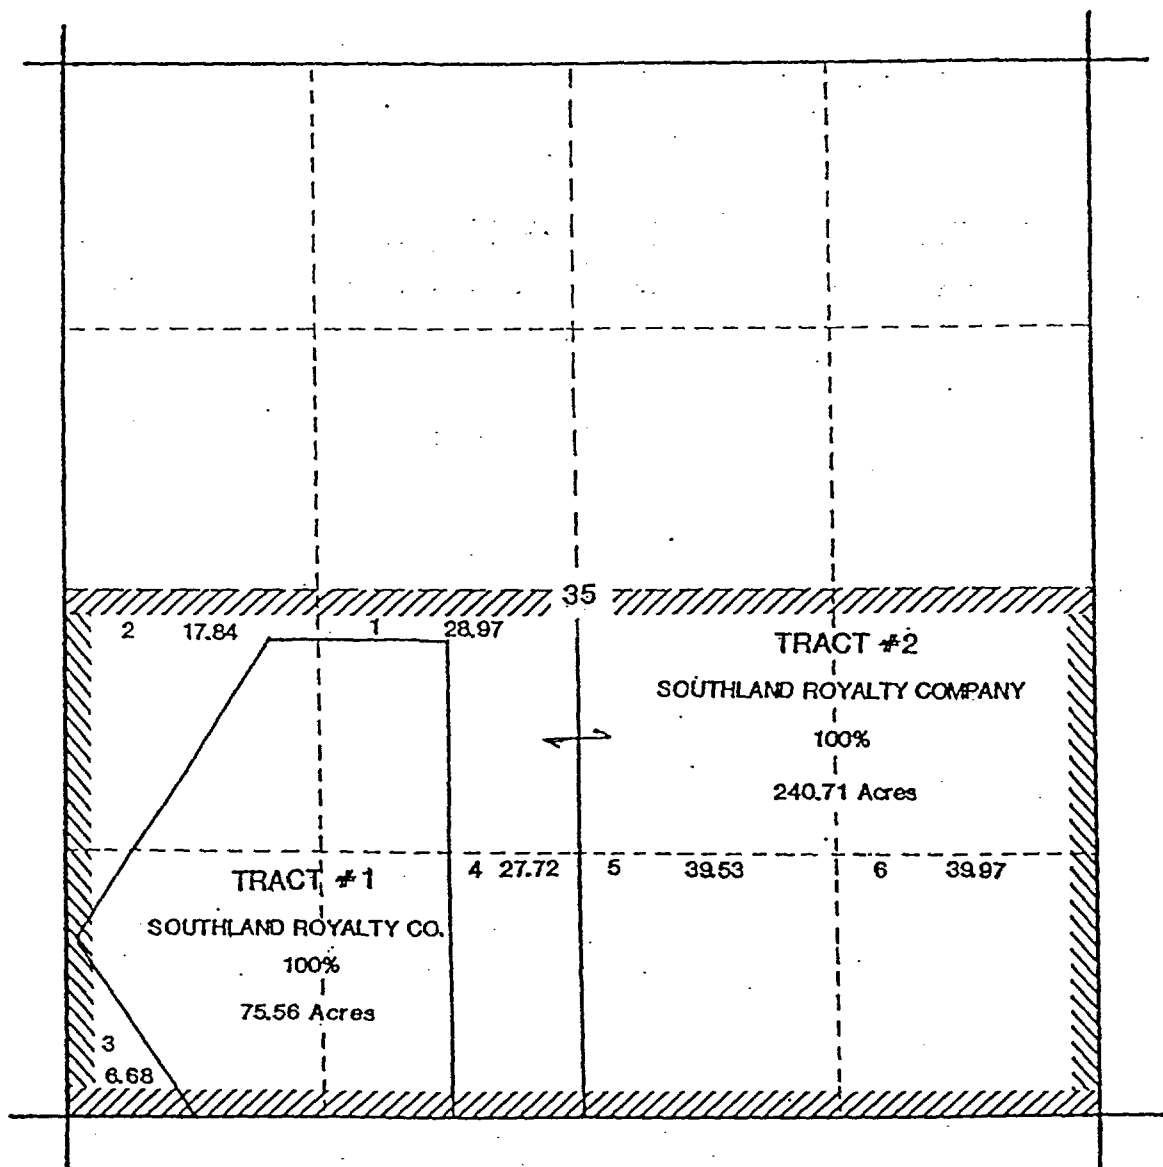 35
2 17.84 1 28.97
TRACT #2
SOUTHLAND ROYALTY COMPANY
100%
240.71 Acres
4 27.72 5 39.53 6 39.97
TRACT #1
SOUTHLAND ROYALTY CO.
100%
75.56 Acres
3
6.68